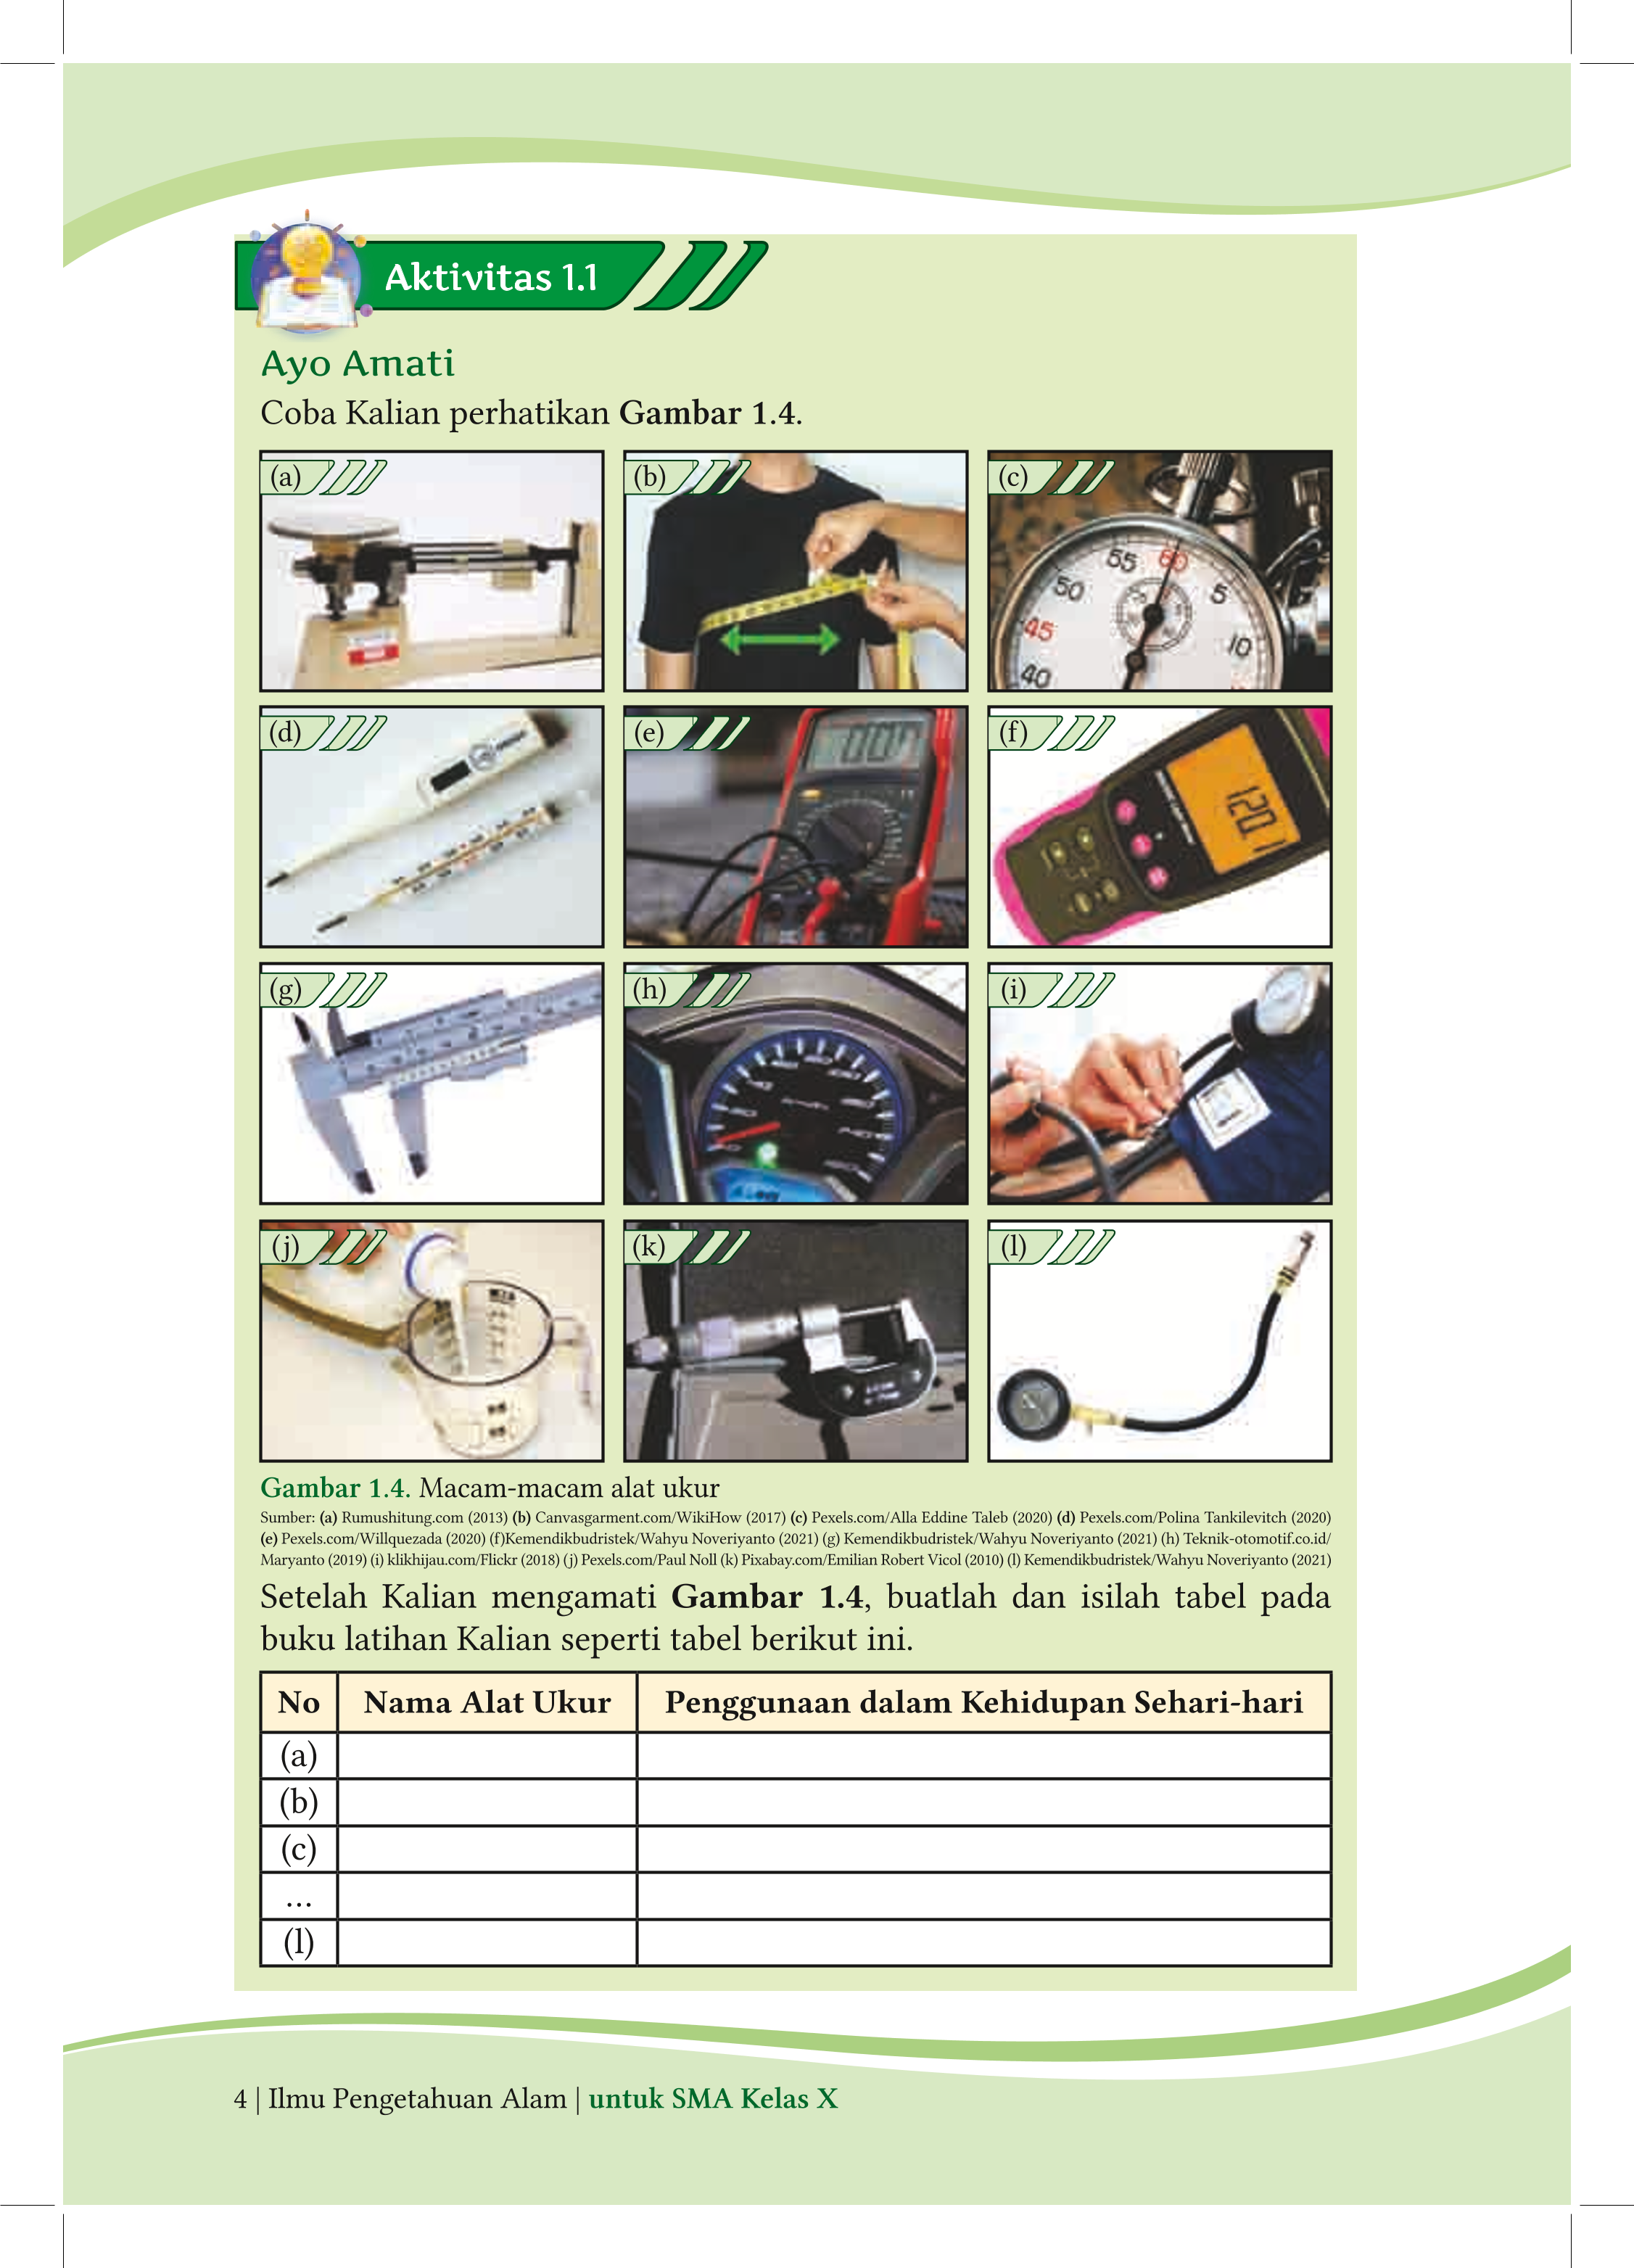 Aktivitas 1.1
Ayo Amati
Coba Kalian perhatikan Gambar 1.4.
(a)
(b)
(c)
55
60
50
5
45
10
40
(d)
(e)
(f)
1201
(g)
(h)
(i)
(j)
(k)
(l)
Gambar 1.4. Macam-macam alat ukur
Sumber: (a) Rumushitung.com (2013) (b) Canvasgarment.com/WikiHow (2017) (c) Pexels.com/Alla Eddine Taleb (2020) (d) Pexels.com/Polina Tankilevitch (2020)
(e) Pexels.com/Willquezada (2020) (f)Kemendikbudristek/Wahyu Noveriyanto (2021) (g) Kemendikbudristek/Wahyu Noveriyanto (2021) (h) Teknik-otomotif.co.id/
Maryanto (2019) (i) klikhijau.com/Flickr (2018) (j) Pexels.com/Paul Noll (k) Pixabay.com/Emilian Robert Vicol (2010) (l) Kemendikbudristek/Wahyu Noveriyanto (2021)
Setelah Kalian mengamati Gambar 1.4, buatlah dan isilah tabel pada
buku latihan Kalian seperti tabel berikut ini.
No Nama Alat Ukur Penggunaan dalam Kehidupan Sehari-hari
(a)
(b)
(c)
...
(l)
4 | Ilmu Pengetahuan Alam | untuk SMA Kelas X